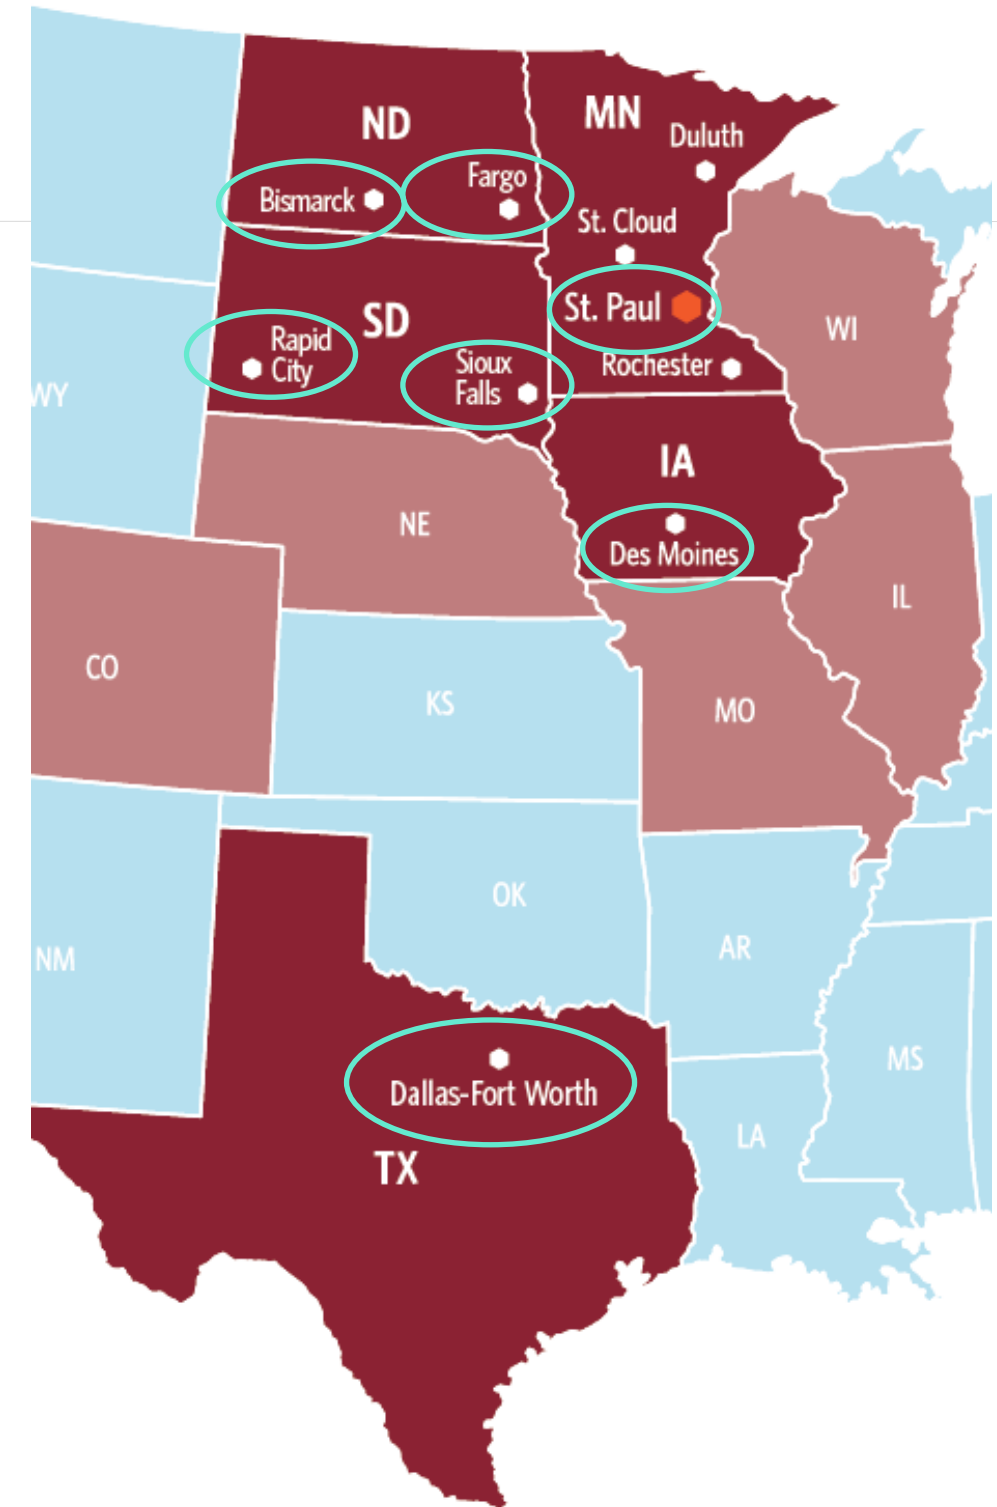 ND
MN
Duluth
Fargo
Bismarck
St. Cloud
St. Paul
SD
WI
Rapid
City
Sioux
Falls
Rochester
WY
IA
NE
Des Moines
IL
CO
KS
MO
OK
AR
NM
MS
Dallas-Fort Worth
LA
TX